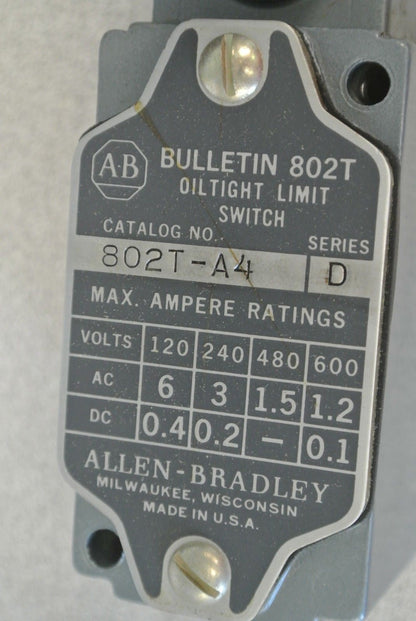 A-B
BULLETIN 802T
OILTIGHT LIMIT
SWITCH
CATALOG NO. SERIES
802T-A4 D
MAX. AMPERE RATINGS
VOLTS 120 240 480 600
AC 6 3 1.5 1.2
DC 0.4 0.2 — 0.1
ALLEN-BRADLEY
MILWAUKEE, WISCONSIN
MADE IN U.S.A.